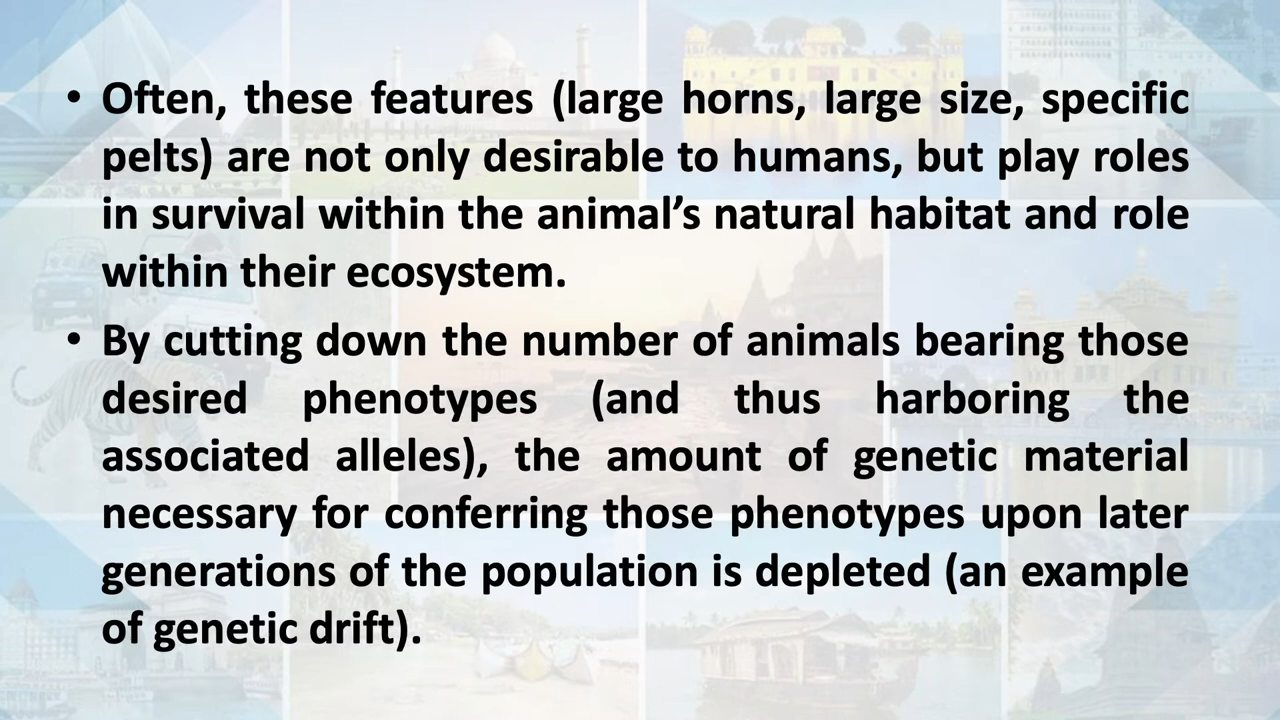 • Often, these features (large horns, large size, specific
pelts) are not only desirable to humans, but play roles
in survival within the animal’s natural habitat and role
within their ecosystem.
• By cutting down the number of animals bearing those
desired phenotypes (and thus harboring the
associated alleles), the amount of genetic material
necessary for conferring those phenotypes upon later
generations of the population is depleted (an example
of genetic drift).